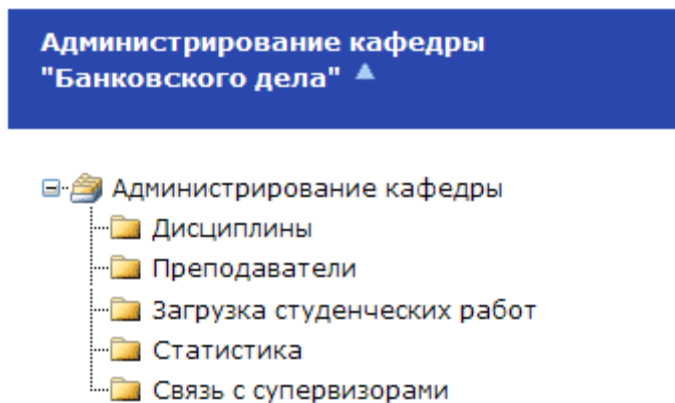 Администрирование кафедры
"Банковского дела"
Администрирование кафедры
Дисциплины
Преподаватели
Загрузка студенческих работ
Статистика
Связь с супервизорами